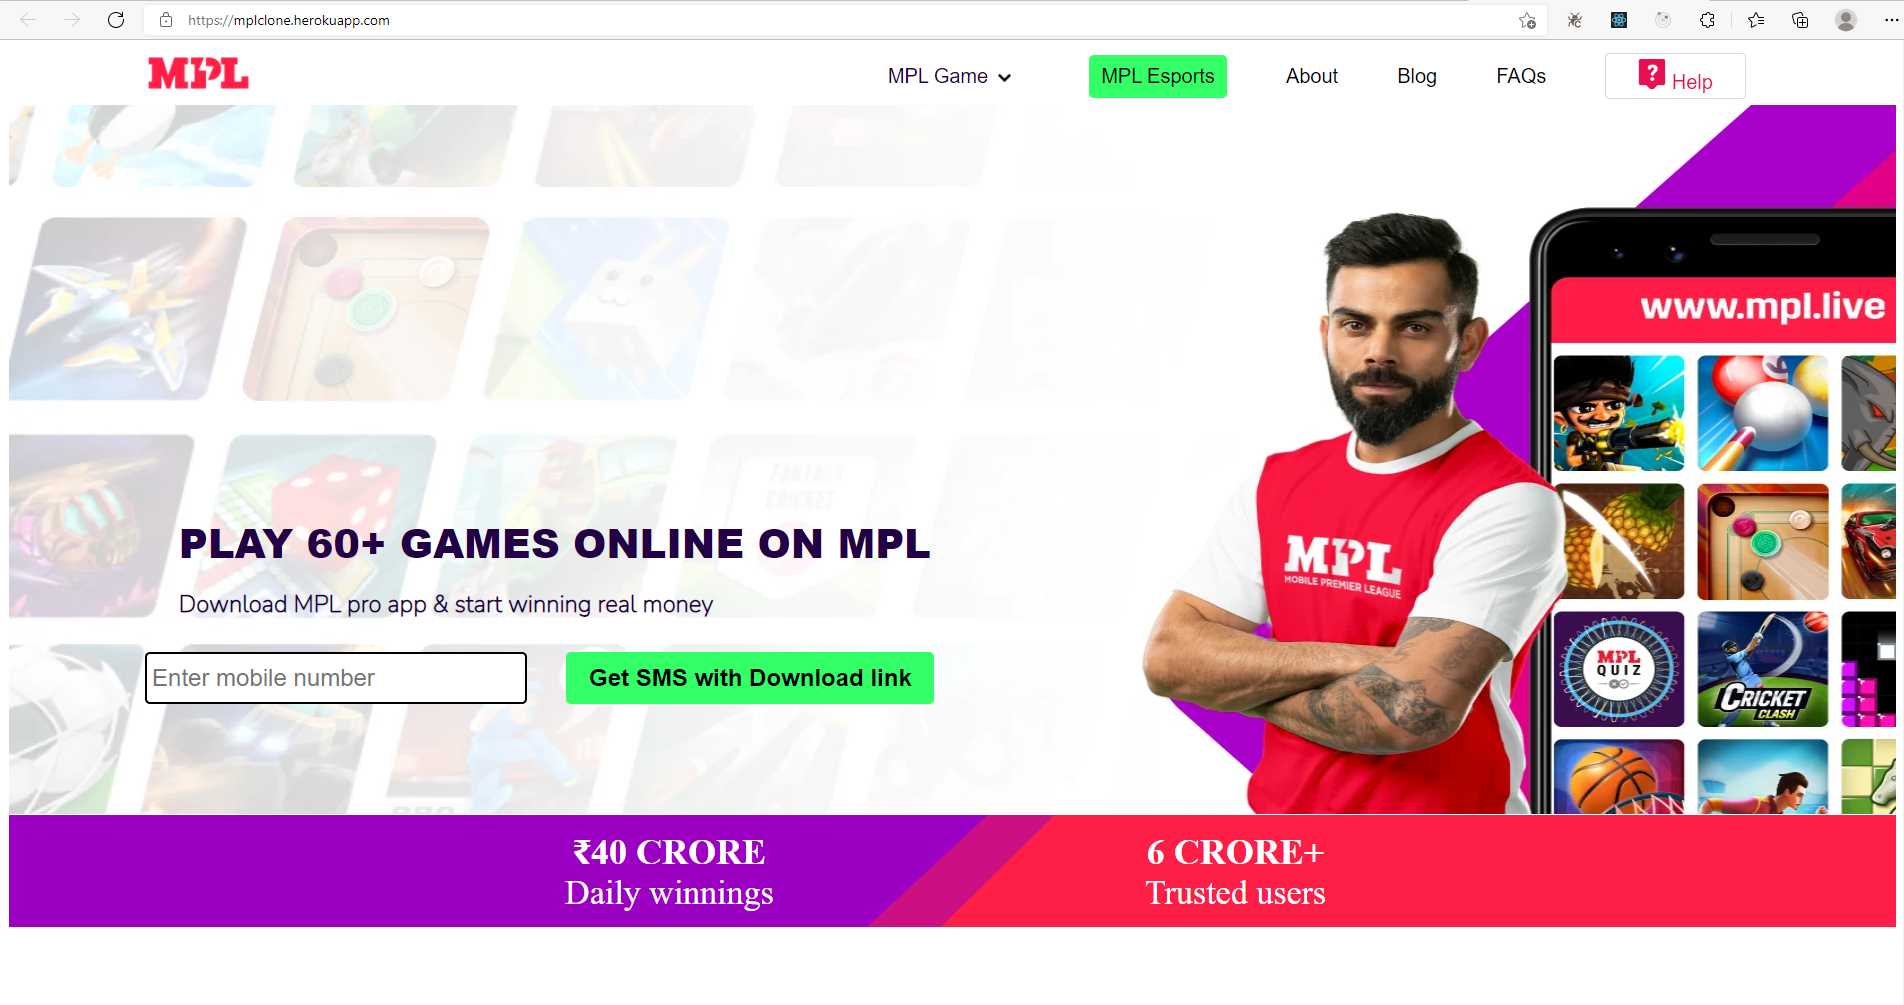 https://mplclone.herokuapp.com
MPL
MPL Game
MPL Esports
About
Blog
FAQs
? Help
www.mpl.live
FANTASY
CRICKET
PLAY 60+ GAMES ONLINE ON MPL
Download MPL pro app & start winning real money
Enter mobile number
Get SMS with Download link
MPL
MOBILE PREMIER LEAGUE
MPL
QUIZ
CRICKET
CLASH
₹40 CRORE
Daily winnings
6 CRORE+
Trusted users